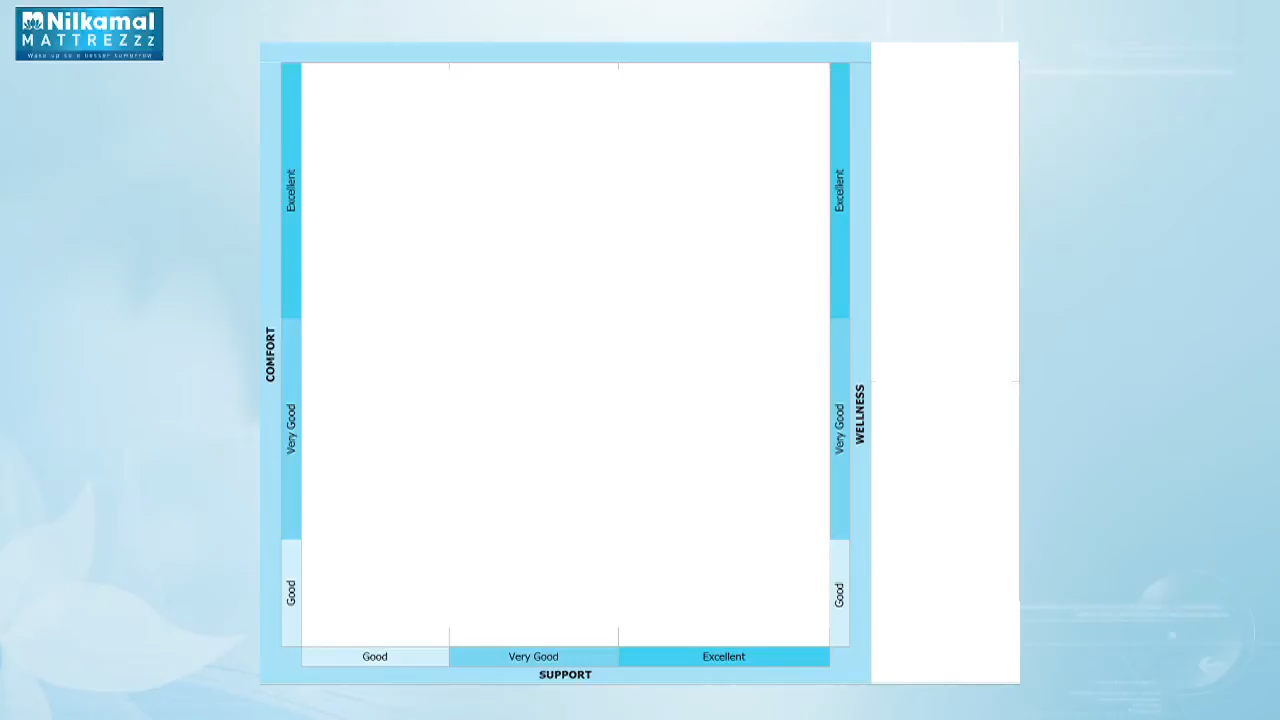 Nilkamal
MATTREZzz
Excellent
Excellent
COMFORT
WELLNESS
Very Good
Very Good
Good
Good
Good
Very Good
Excellent
SUPPORT